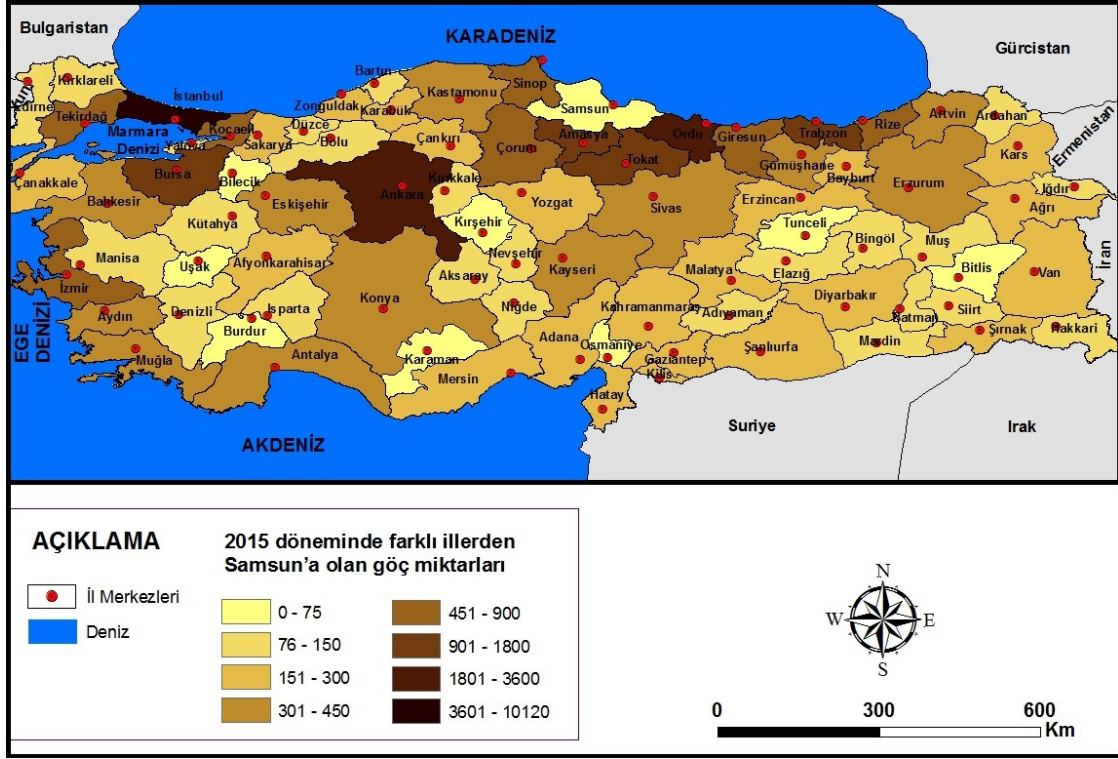 Bulgaristan
KARADENİZ
Gürcistan
Kırklareli
Edirne
Tekirdağ
İstanbul
Marmara
Denizi
Kocaeli
Yalova
Sakarya
Düzce
Zonguldak
Bartın
Karabük
Kastamonu
Sinop
Samsun
Bolu
Çankırı
Çorum
Amasya
Tokat
Ordu
Giresun
Trabzon
Rize
Artvin
Ardahan
Kars
Ermenistan
Gümüşhane
Bayburt
Erzurum
Iğdır
Ağrı
Çanakkale
Balıkesir
Bursa
Bilecik
Eskişehir
Ankara
Kırıkkale
Yozgat
Sivas
Erzincan
Tunceli
Bingöl
Muş
Bitlis
Van
İran
Kütahya
Manisa
Uşak
Afyonkarahisar
Kırşehir
Nevşehir
Aksaray
Kayseri
Malatya
Elazığ
Diyarbakır
Batman
Siirt
Şırnak
Hakkari
EGE
DENİZİ
İzmir
Aydın
Denizli
Isparta
Burdur
Konya
Niğde
Kahramanmaraş
Adıyaman
Mardin
Muğla
Antalya
Karaman
Mersin
Adana
Osmaniye
Gaziantep
Kilis
Şanlıurfa
Hatay
AKDENİZ
Suriye
Irak
AÇIKLAMA
İl Merkezleri
Deniz
2015 döneminde farklı illerden
Samsun'a olan göç miktarları
0 - 75
76 - 150
151 - 300
301 - 450
451 - 900
901 - 1800
1801 - 3600
3601 - 10120
N
W E
S
0 300 600
Km